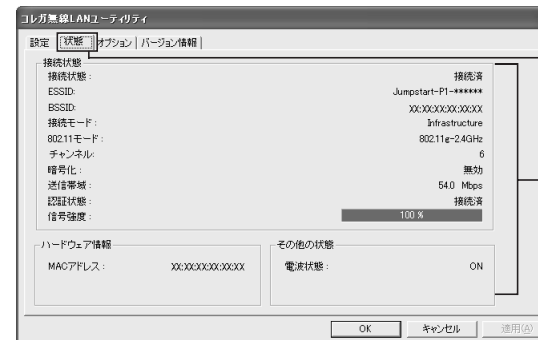 コレガ無線LANユーティリティ
設定 状態 オプション バージョン情報
接続状態
接続状態: 接続済
ESSID: Jumpstart-P1-******
BSSID: XX:XX:XX:XX:XX:XX
接続モード: Infrastructure
802.11モード: 802.11g-2.4GHz
チャンネル: 6
暗号化: 無効
送信帯域: 54.0 Mbps
認証状態: 接続済
信号強度: 100 %
ハードウェア情報 その他の状態
MACアドレス: XX:XX:XX:XX:XX:XX 電波状態: ON
OK キャンセル 適用(A)